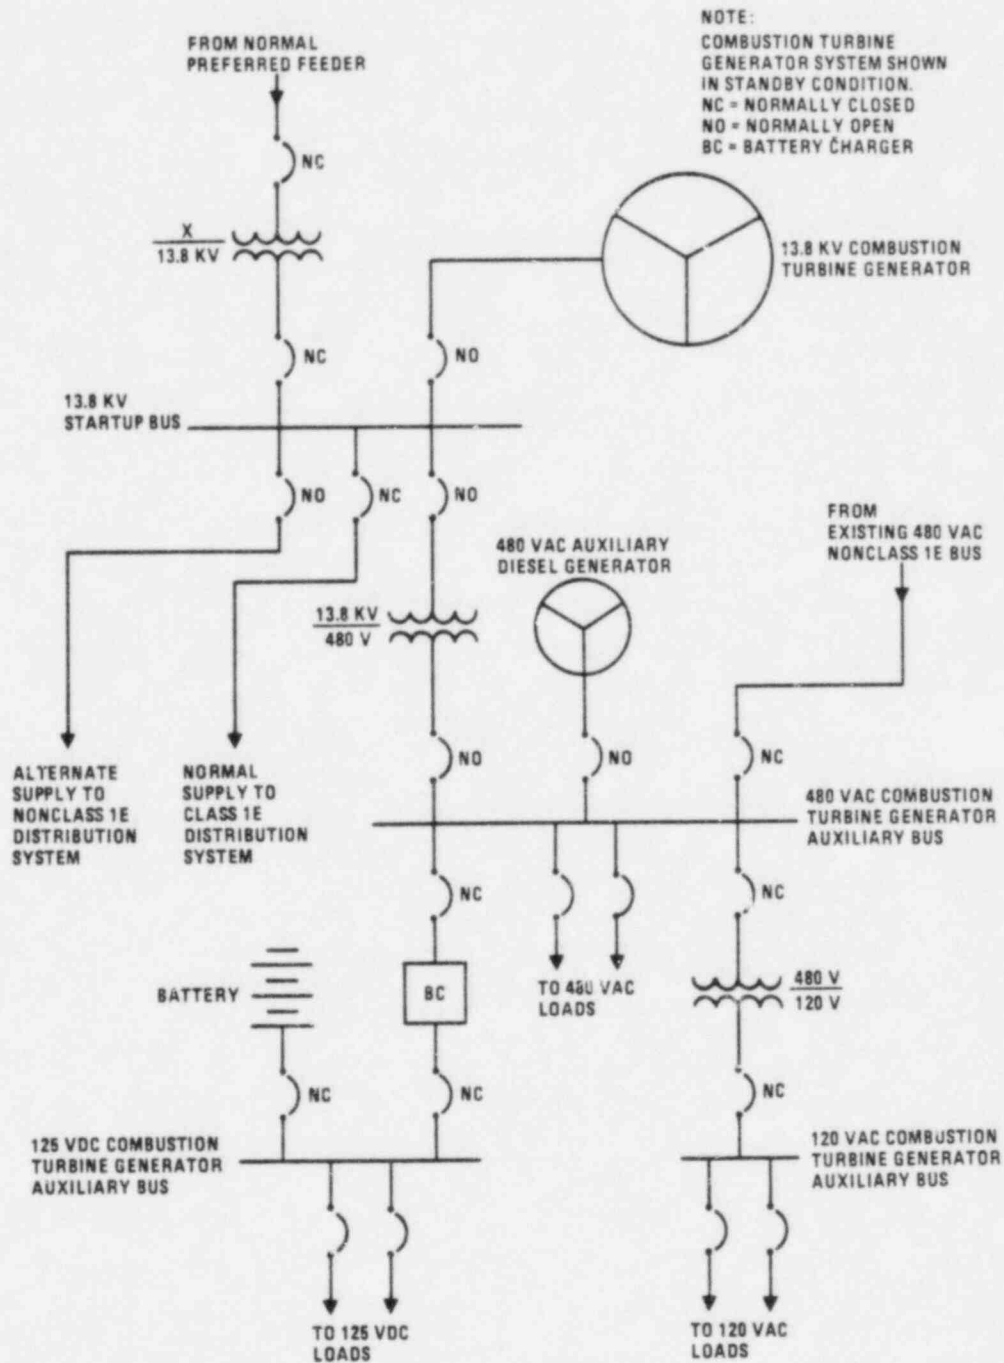 NOTE:
COMBUSTION TURBINE
GENERATOR SYSTEM SHOWN
IN STANDBY CONDITION.
NC = NORMALLY CLOSED
NO = NORMALLY OPEN
BC = BATTERY CHARGER
FROM NORMAL
PREFERRED FEEDER
NC
X
13.8 KV
13.8 KV COMBUSTION
TURBINE GENERATOR
NC
NO
13.8 KV
STARTUP BUS
NO
NC
NO
FROM
EXISTING 480 VAC
NONCLASS 1E BUS
480 VAC AUXILIARY
DIESEL GENERATOR
13.8 KV
480 V
NO
NO
NC
ALTERNATE
SUPPLY TO
NONCLASS 1E
DISTRIBUTION
SYSTEM
NORMAL
SUPPLY TO
CLASS 1E
DISTRIBUTION
SYSTEM
480 VAC COMBUSTION
TURBINE GENERATOR
AUXILIARY BUS
NC
NC
BATTERY
BC
TO 480 VAC
LOADS
480 V
120 V
NC
NC
NC
125 VDC COMBUSTION
TURBINE GENERATOR
AUXILIARY BUS
120 VAC COMBUSTION
TURBINE GENERATOR
AUXILIARY BUS
TO 125 VDC
LOADS
TO 120 VAC
LOADS